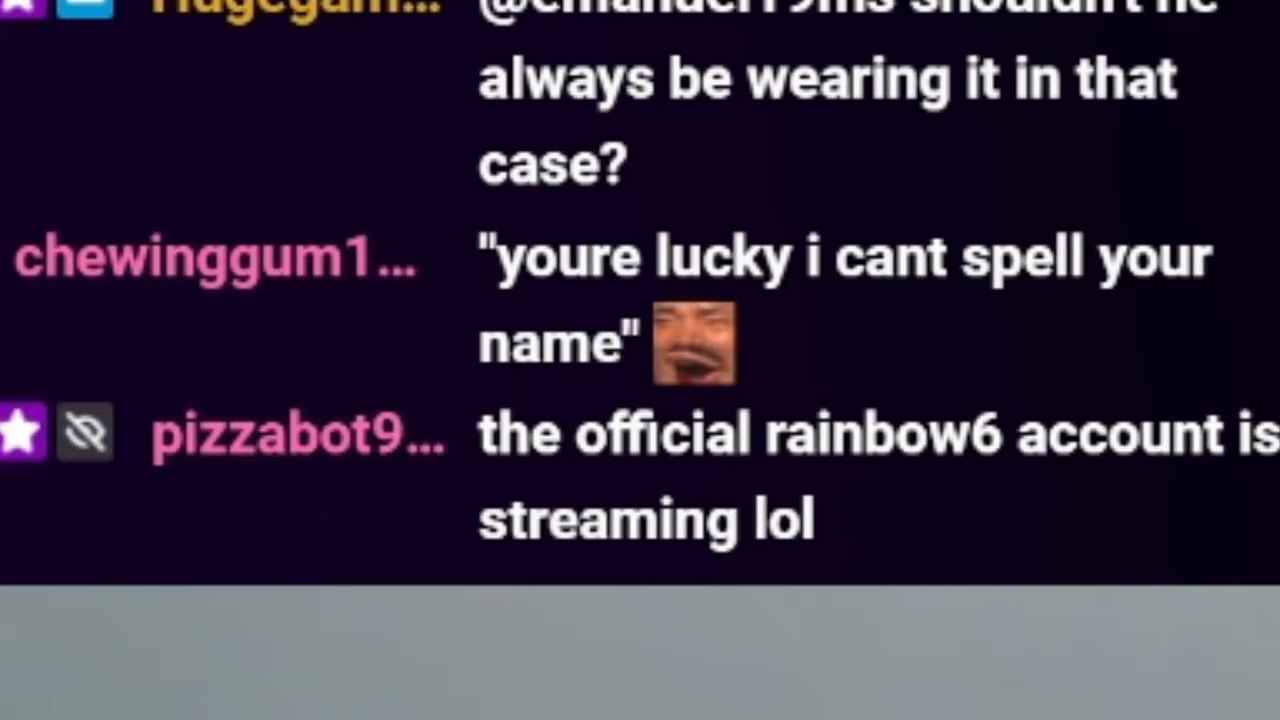 always be wearing it in that
case?
chewinggum1... "youre lucky i cant spell your
name"
pizzabot9... the official rainbow6 account is
streaming lol